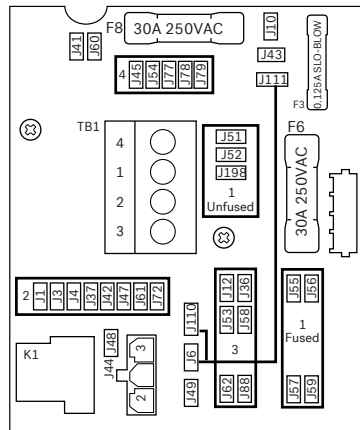 F8
30A 250VAC
J10
J41
J60
J43
4
J45
J54
J77
J78
J79
J111
0.125A SLO-BLOW
F3
TB1
4
1
2
3
J51
J52
J198
1
Unfused
F6
30A 250VAC
2
J1
J3
J4
J37
J42
J47
J61
J72
J12
J36
J53
J58
3
J62
J88
J55
J56
1
Fused
J57
J59
J110
J6
J49
K1
J48
J44
3
2